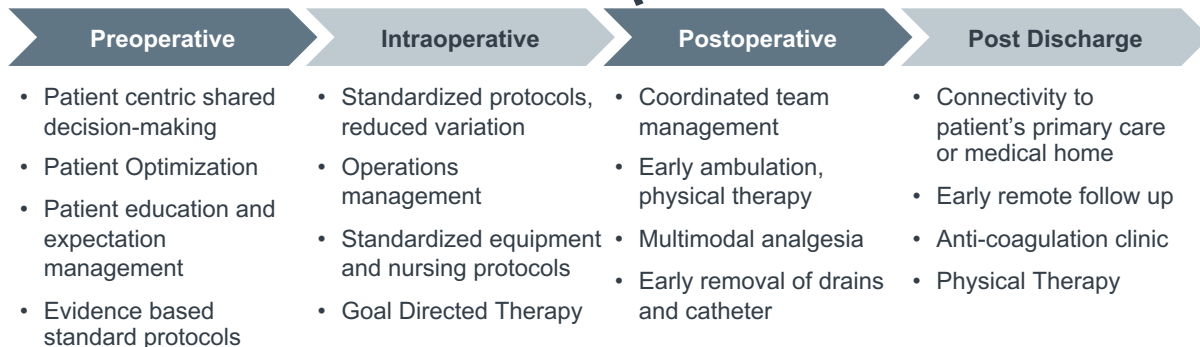 Preoperative
• Patient centric shared
decision-making
• Patient Optimization
• Patient education and
expectation
management
• Evidence based
standard protocols
Intraoperative
• Standardized protocols,
reduced variation
• Operations
management
• Standardized equipment
and nursing protocols
• Goal Directed Therapy
Postoperative
• Coordinated team
management
• Early ambulation,
physical therapy
• Multimodal analgesia
• Early removal of drains
and catheter
Post Discharge
• Connectivity to
patient's primary care
or medical home
• Early remote follow up
• Anti-coagulation clinic
• Physical Therapy